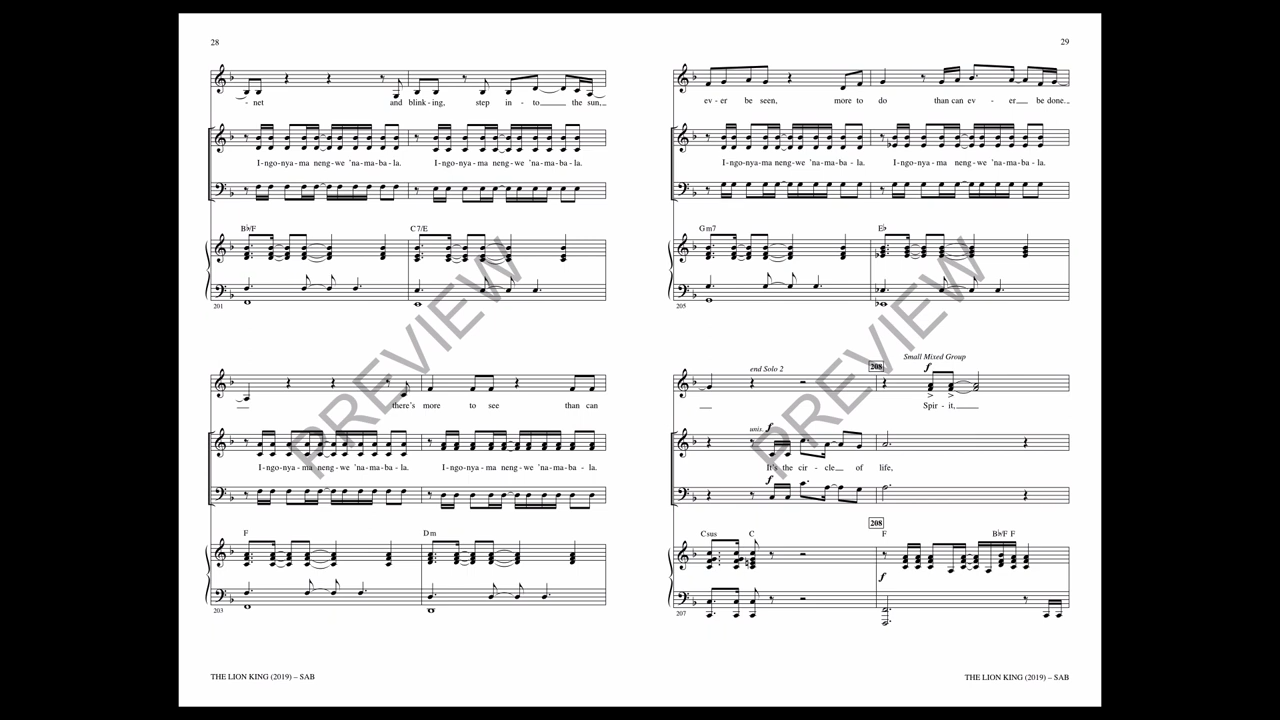 28
- net and blink - ing, step in - to the sun,
I - ngo - nya - ma neng - we 'na - ma - ba - la. I - ngo - nya - ma neng - we 'na - ma - ba - la.
B♭/F C7/E
201
there's more to see than can
I - ngo - nya - ma neng - we 'na - ma - ba - la. I - ngo - nya - ma neng - we 'na - ma - ba - la.
F Dm
203
THE LION KING (2019) – SAB
PREVIEW
29
ev - er be seen, more to do than can ev - er be done.
I - ngo - nya - ma neng - we 'na - ma - ba - la. I - ngo - nya - ma neng - we 'na - ma - ba - la.
Gm7 E♭
205
Small Mixed Group
end Solo 2 208 f
Spir - it,
unis. f
It's the cir - cle of life,
f
208
Csus C F B♭/F F
f
207
THE LION KING (2019) – SAB
PREVIEW